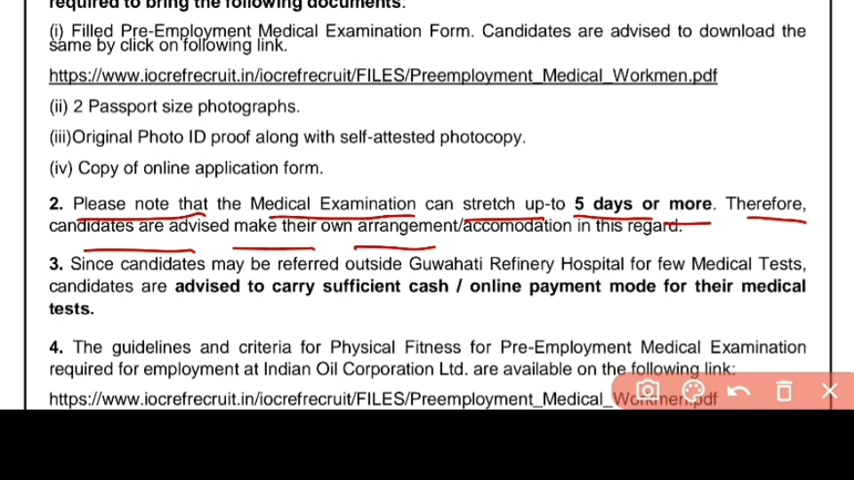 required to bring the following documents:
(i) Filled Pre-Employment Medical Examination Form. Candidates are advised to download the
same by click on following link.
https://www.iocrefrecruit.in/iocrefrecruit/FILES/Preemployment_Medical_Workmen.pdf
(ii) 2 Passport size photographs.
(iii)Original Photo ID proof along with self-attested photocopy.
(iv) Copy of online application form.
2. Please note that the Medical Examination can stretch up-to 5 days or more. Therefore,
candidates are advised make their own arrangement/accomodation in this regard.
3. Since candidates may be referred outside Guwahati Refinery Hospital for few Medical Tests,
candidates are advised to carry sufficient cash / online payment mode for their medical
tests.
4. The guidelines and criteria for Physical Fitness for Pre-Employment Medical Examination
required for employment at Indian Oil Corporation Ltd. are available on the following link:
https://www.iocrefrecruit.in/iocrefrecruit/FILES/Preemployment_Medical_Workmen.pdf